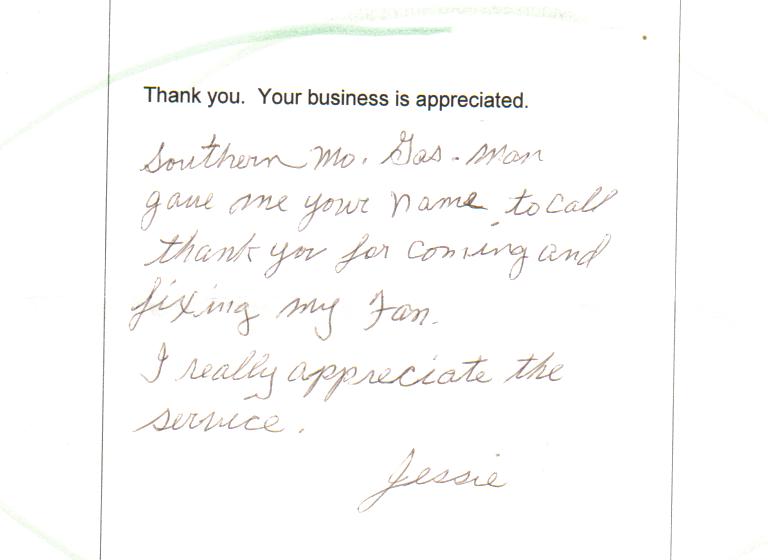 Thank you. Your business is appreciated.
Southern Mo. Gas - Man
gave me your name to call
thank you for coming and
fixing my Fan.
I really appreciate the
service.
Jessie